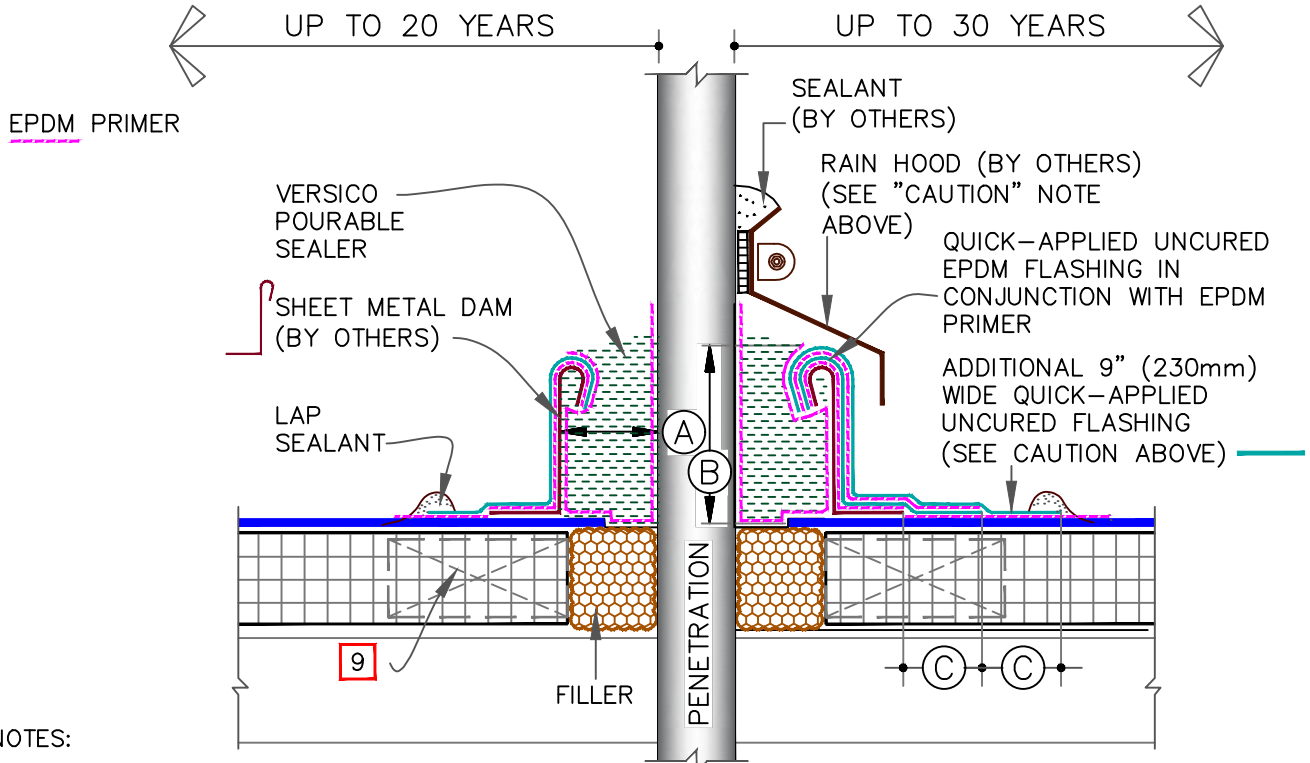 UP TO 20 YEARS
UP TO 30 YEARS
EPDM PRIMER
SEALANT
(BY OTHERS)
RAIN HOOD (BY OTHERS)
(SEE "CAUTION" NOTE
ABOVE)
VERSICO
POURABLE
SEALER
QUICK-APPLIED UNCURED
EPDM FLASHING IN
CONJUNCTION WITH EPDM
PRIMER
SHEET METAL DAM
(BY OTHERS)
ADDITIONAL 9" (230mm)
WIDE QUICK-APPLIED
UNCURED FLASHING
(SEE CAUTION ABOVE)
LAP
SEALANT
A
B
PENETRATION
9
FILLER
C
C
NOTES: